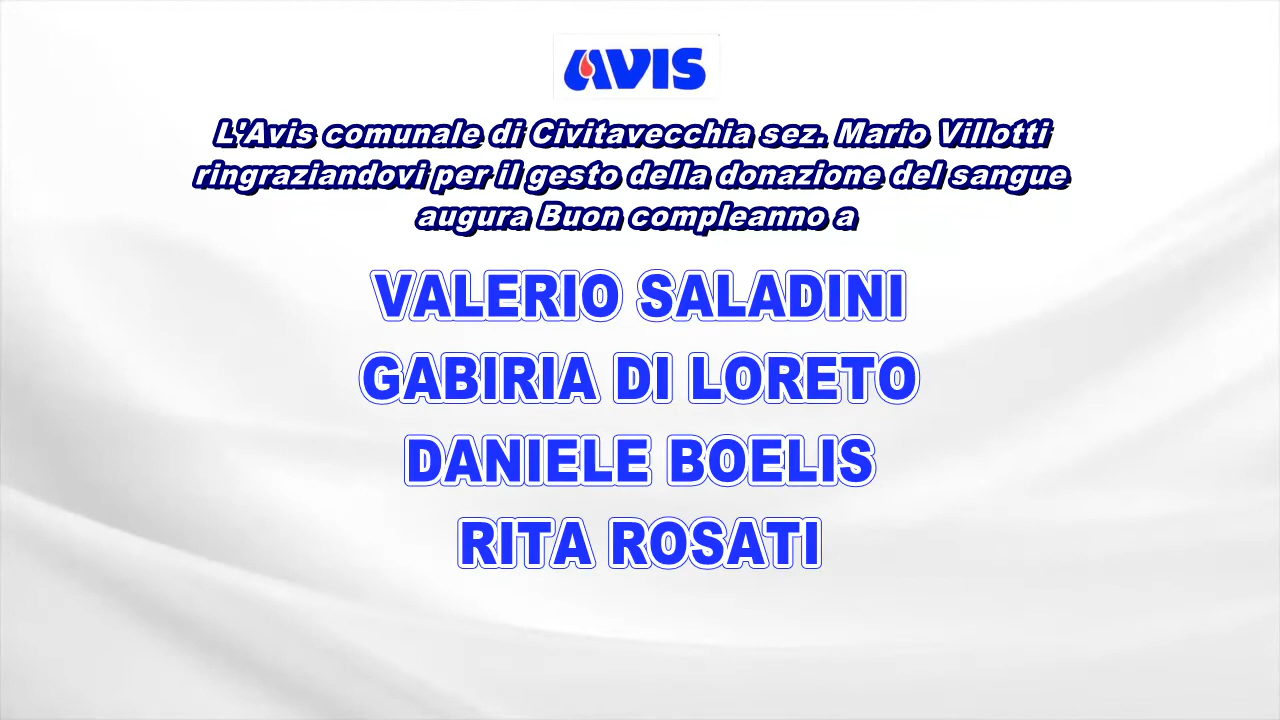 AVIS
L'Avis comunale di Civitavecchia sez. Mario Villotti
ringraziandovi per il gesto della donazione del sangue
augura Buon compleanno a
VALERIO SALADINI
GABIRIA DI LORETO
DANIELE BOELIS
RITA ROSATI